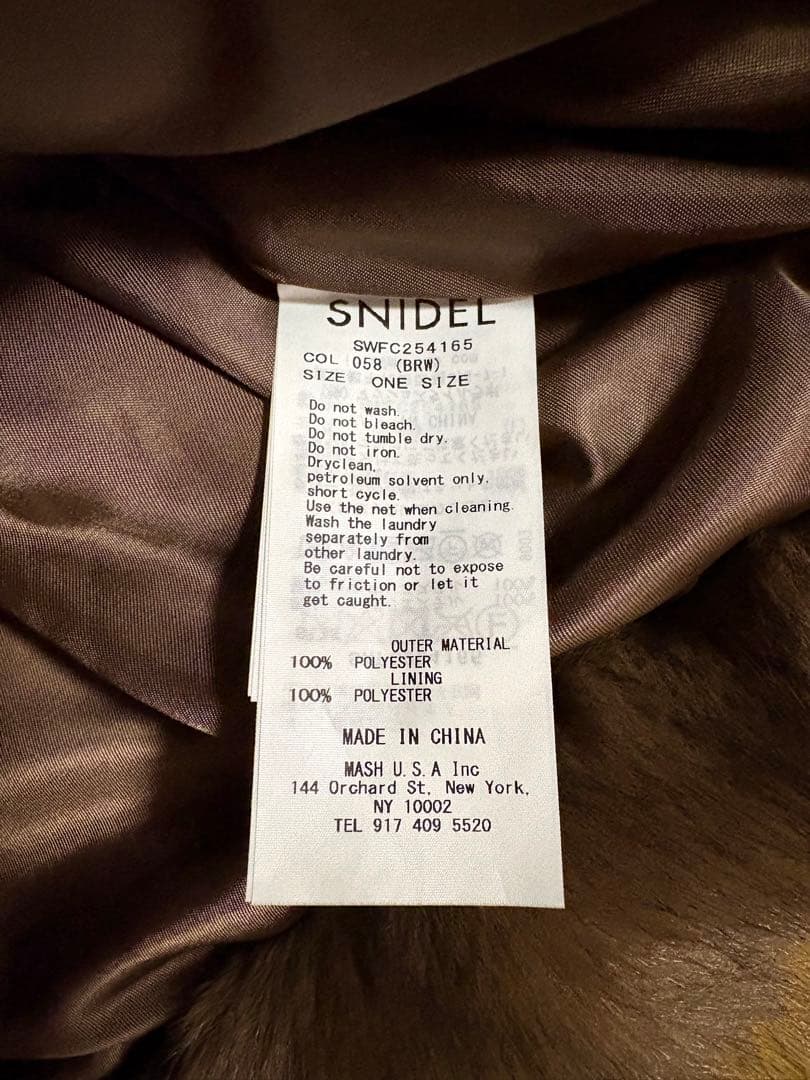 SNIDEL
SWFC254165
COL 058 (BRW)
SIZE ONE SIZE
Do not wash.
Do not bleach.
Do not tumble dry.
Do not iron.
Dryclean,
petroleum solvent only.
short cycle.
Use the net when cleaning.
Wash the laundry
separately from
other laundry.
Be careful not to expose
to friction or let it
get caught.
OUTER MATERIAL
100% POLYESTER
LINING
100% POLYESTER
MADE IN CHINA
MASH U.S.A Inc
144 Orchard St, New York,
NY 10002
TEL 917 409 5520